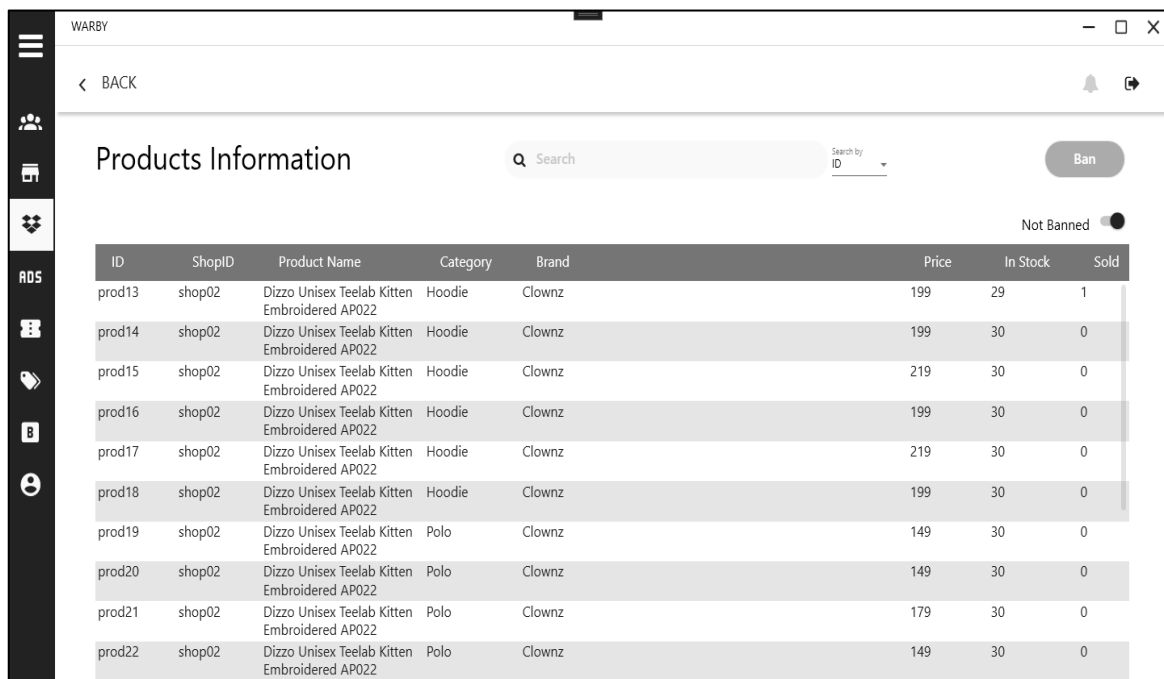 WARBY
BACK
Products Information
Search
Search by
ID
Ban
Not Banned
ADS
B
ID ShopID Product Name Category Brand Price In Stock Sold
prod13 shop02 Dizzo Unisex Teelab Kitten Hoodie Clownz 199 29 1
Embroidered AP022
prod14 shop02 Dizzo Unisex Teelab Kitten Hoodie Clownz 199 30 0
Embroidered AP022
prod15 shop02 Dizzo Unisex Teelab Kitten Hoodie Clownz 219 30 0
Embroidered AP022
prod16 shop02 Dizzo Unisex Teelab Kitten Hoodie Clownz 199 30 0
Embroidered AP022
prod17 shop02 Dizzo Unisex Teelab Kitten Hoodie Clownz 219 30 0
Embroidered AP022
prod18 shop02 Dizzo Unisex Teelab Kitten Hoodie Clownz 199 30 0
Embroidered AP022
prod19 shop02 Dizzo Unisex Teelab Kitten Polo Clownz 149 30 0
Embroidered AP022
prod20 shop02 Dizzo Unisex Teelab Kitten Polo Clownz 149 30 0
Embroidered AP022
prod21 shop02 Dizzo Unisex Teelab Kitten Polo Clownz 179 30 0
Embroidered AP022
prod22 shop02 Dizzo Unisex Teelab Kitten Polo Clownz 149 30 0
Embroidered AP022